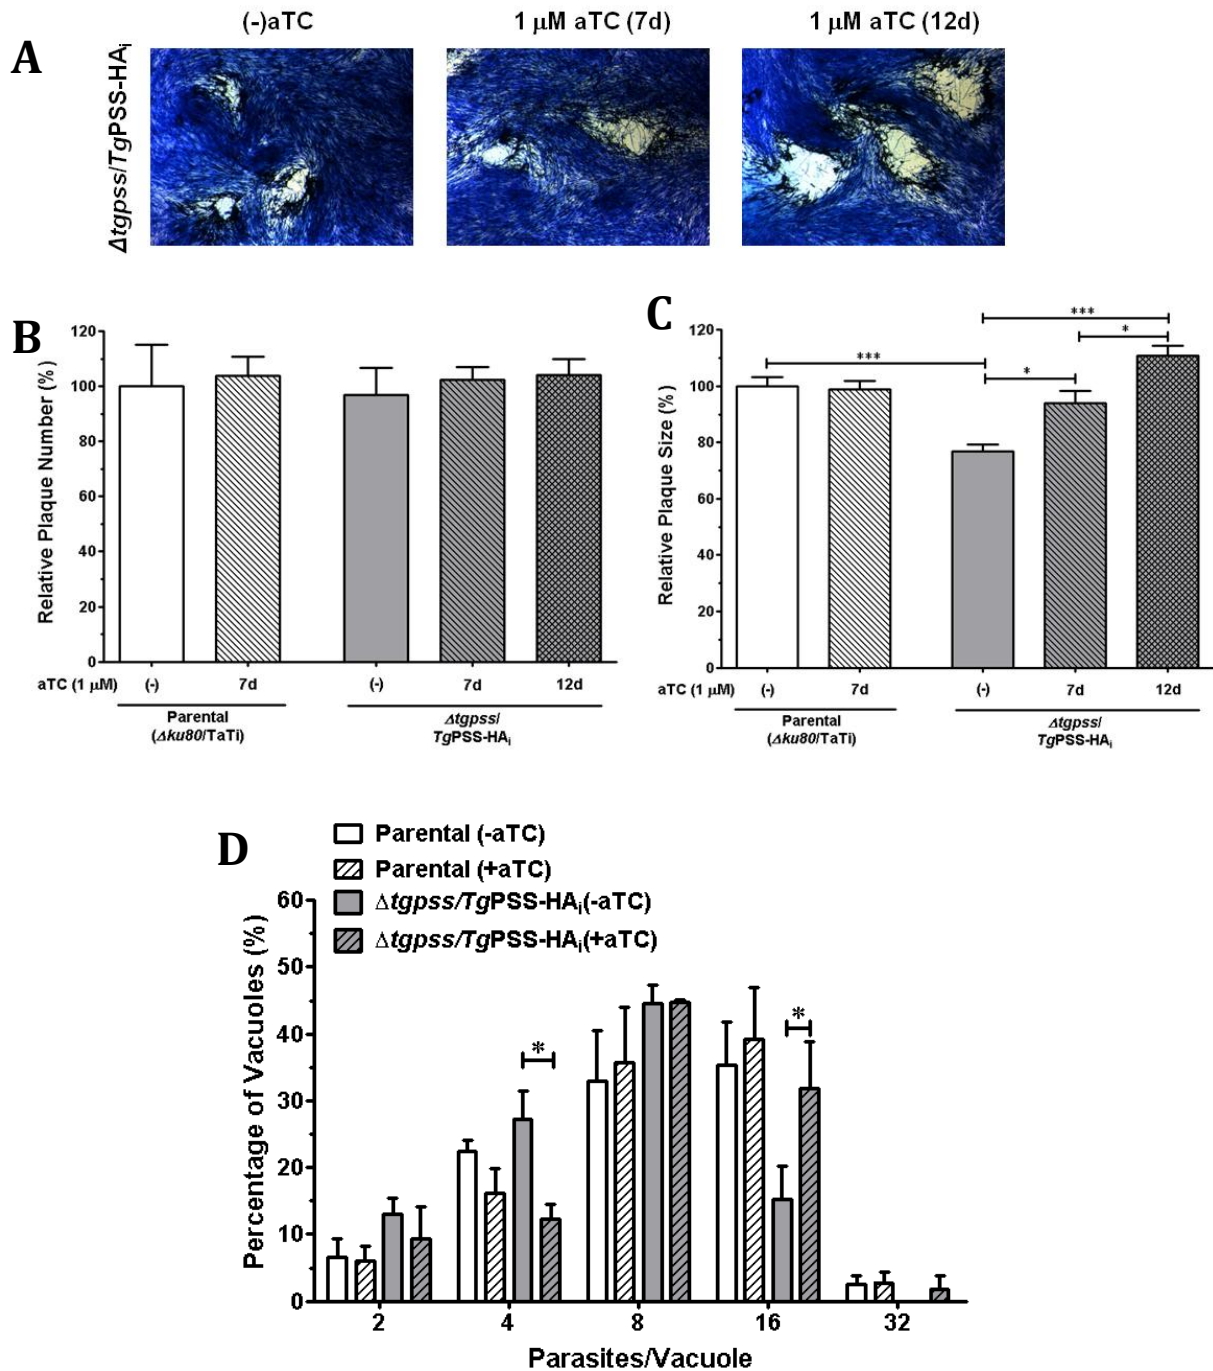 (-)aTC 1 µM aTC (7d) 1 µM aTC (12d)
A
Δtgpss/TgPSS-HAi
B
Relative Plaque Number (%)
120
100
80
60
40
20
0
aTC (1 µM) (-) 7d (-) 7d 12d
Parental
(Δku80/TaTi)
Δtgpss/
TgPSS-HAi
C
Relative Plaque Size (%)
120
100
80
60
40
20
0
***
*
***
*
aTC (1 µM) (-) 7d (-) 7d 12d
Parental
(Δku80/TaTi)
Δtgpss/
TgPSS-HAi
D
Parental (-aTC)
Parental (+aTC)
Δtgpss/TgPSS-HAi(-aTC)
Δtgpss/TgPSS-HAi(+aTC)
Percentage of Vacuoles (%)
60
50
40
30
20
10
0
*
*
2 4 8 16 32
Parasites/Vacuole